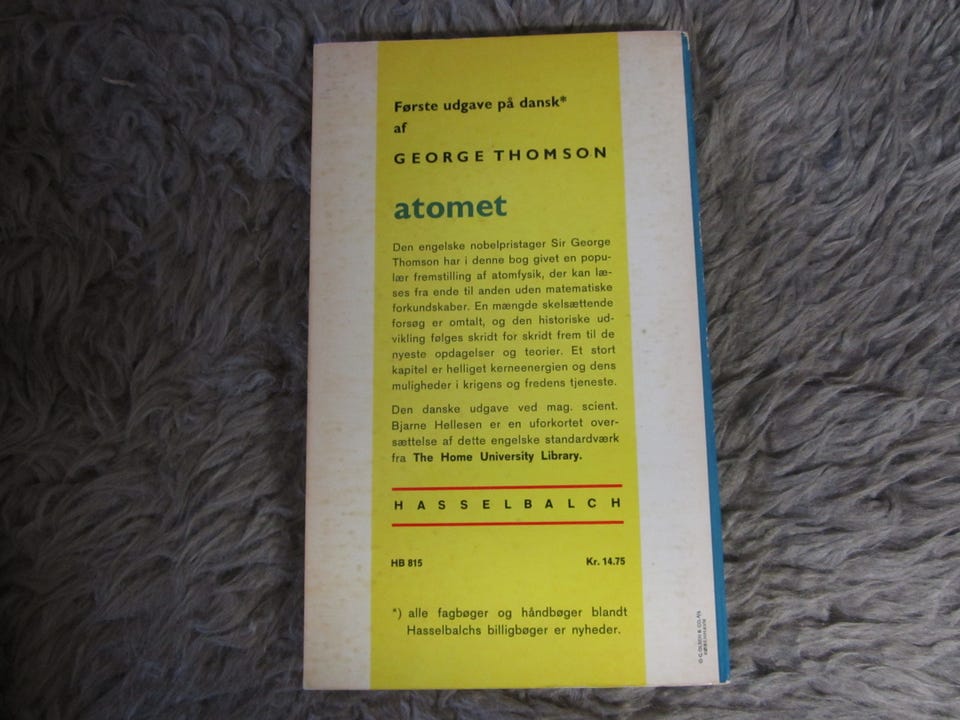 Første udgave på dansk*
af
GEORGE THOMSON
atomet
Den engelske nobelpristager Sir George
Thomson har i denne bog givet en popu-
lær fremstilling af atomfysik, der kan læ-
ses fra ende til anden uden matematiske
forkundskaber. En mængde skelsættende
forsøg er omtalt, og den historiske ud-
vikling følges skridt for skridt frem til de
nyeste opdagelser og teorier. Et stort
kapitel er helliget kerneenergien og dens
muligheder i krigens og fredens tjeneste.
Den danske udgave ved mag. scient.
Bjarne Hellesen er en uforkortet over-
sættelse af dette engelske standardværk
fra The Home University Library.
HASSELBALCH
HB 815 Kr. 14.75
*) alle fagbøger og håndbøger blandt
Hasselbalchs billigbøger er nyheder.
C. OLSEN & CO. A/S
KØBENHAVN